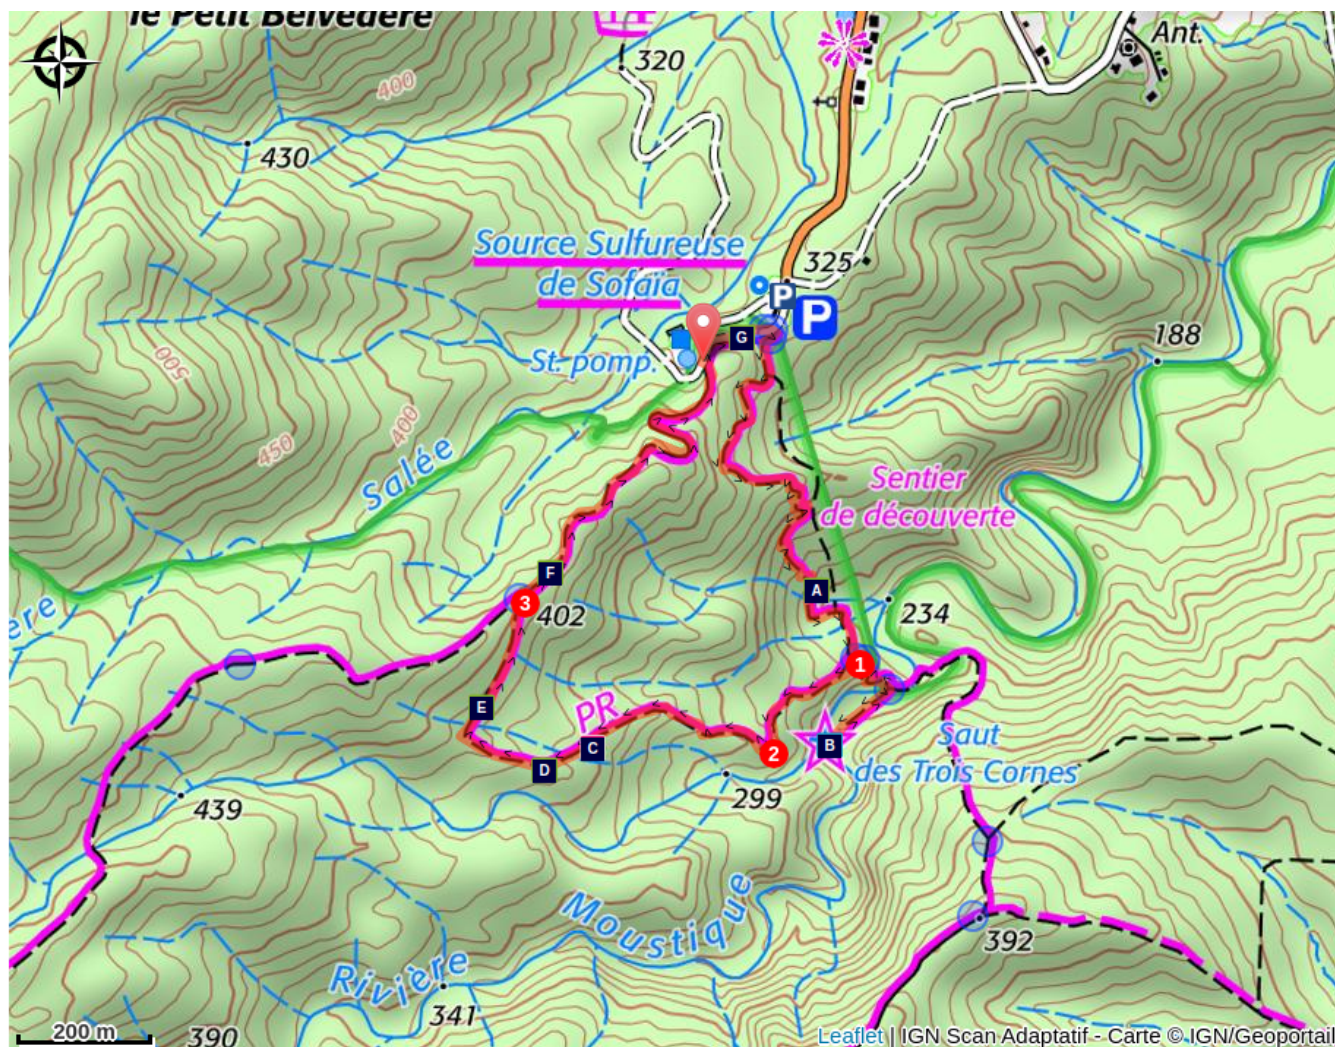 le Petit Belvédère
Ant.
320
400
430
Source Sulfureuse
de Sofaïa
325
P
P
188
G
St. pomp.
500
400
450
Salée
Sentier
de découverte
F
A
3
402
234
ère
1
E
PR
C
B
2
Saut
D
des Trois Cornes
299
439
Moustique
392
Rivière
341
390
200 m
Leaflet | IGN Scan Adaptatif - Carte © IGN/Geoportail